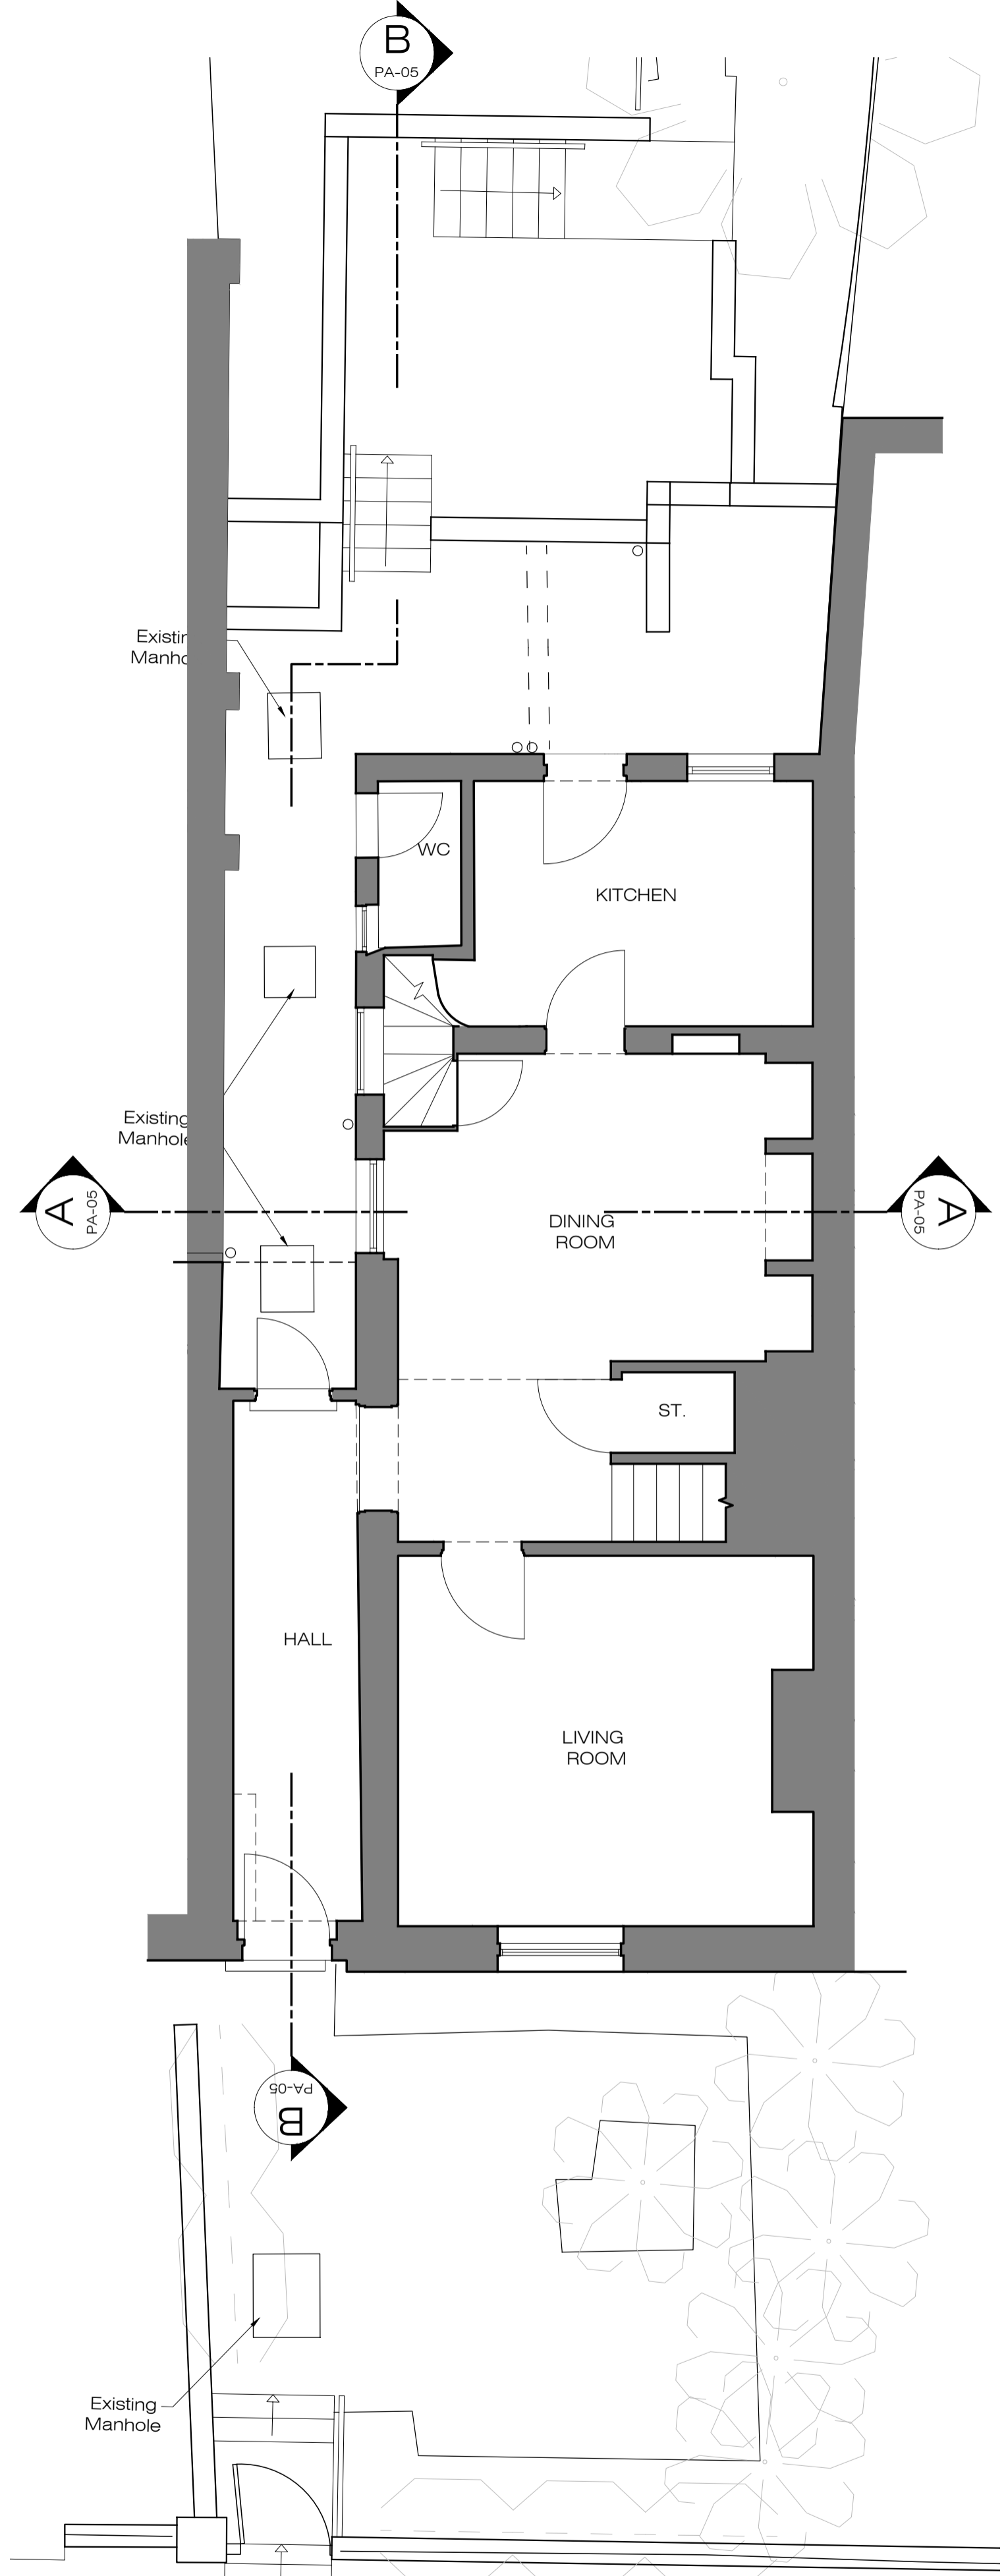 B
PA-05
Existin
Manho
WC
KITCHEN
Existing
Manhole
A
PA-05
DINING
ROOM
A
PA-05
ST.
HALL
LIVING
ROOM
B
PA-05
Existing
Manhole